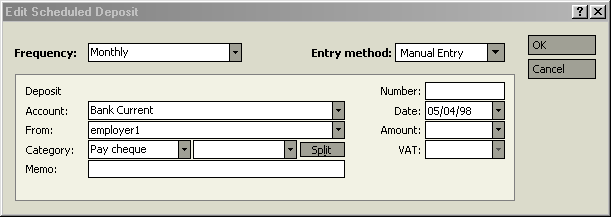 Edit Scheduled Deposit
Frequency: Monthly Entry method: Manual Entry OK
Cancel
Deposit Number:
Account: Bank Current Date: 05/04/98
From: employer1 Amount:
Category: Pay cheque Split VAT:
Memo: